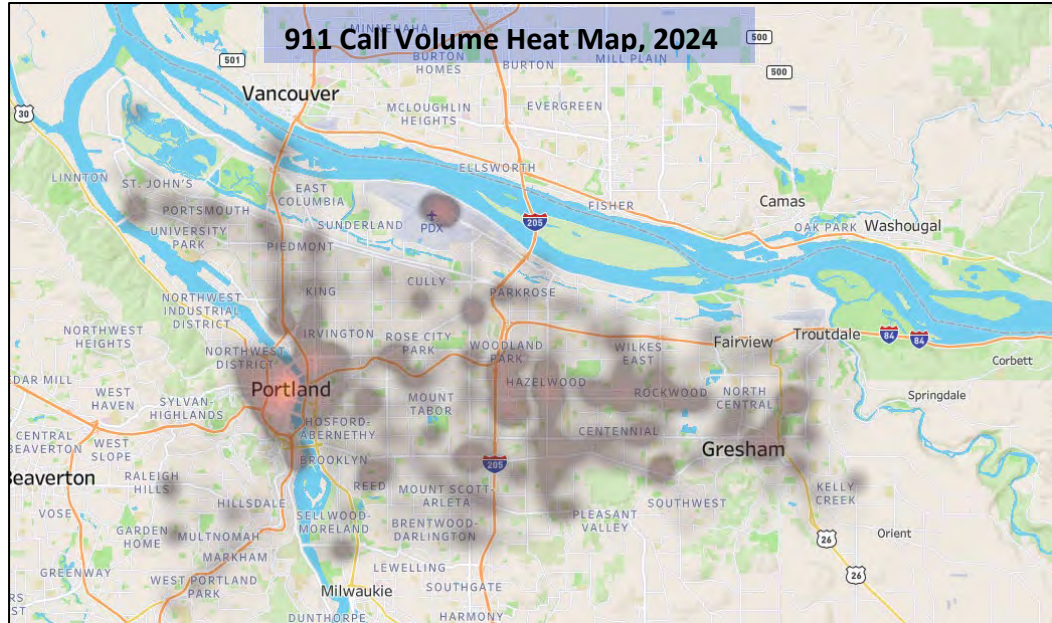 911 Call Volume Heat Map, 2024
MINNEHAHA
500
BURTON
HOMES
BURTON
MILL PLAIN
501
500
Vancouver
30
MCLOUGHLIN
HEIGHTS
EVERGREEN
ELLSWORTH
LINNTON
ST. JOHN'S
EAST
COLUMBIA
FISHER
Camas
PORTSMOUTH
SUNDERLAND
PDX
205
OAK PARK
Washougal
UNIVERSITY
PARK
PIEDMONT
CULLY
KING
PARKROSE
NORTHWEST
INDUSTRIAL
DISTRICT
NORTHWEST
HEIGHTS
IRVINGTON
ROSE CITY
PARK
WOODLAND
PARK
WILKES
EAST
Fairview
Troutdale
84
84
Corbett
NORTHWEST
DISTRICT
CEDAR MILL
WEST
HAVEN
SYLVAN-
HIGHLANDS
Portland
MOUNT
TABOR
HAZELWOOD
ROCKWOOD
NORTH
CENTRAL
Springdale
HOSFORD-
ABERNETHY
CENTENNIAL
CENTRAL
BEAVERTON
WEST
SLOPE
BROOKLYN
Gresham
Beaverton
RALEIGH
HILLS
REED
205
MOUNT SCOTT-
ARLETA
SOUTHWEST
KELLY
CREEK
VOSE
HILLSDALE
SELLWOOD-
MORELAND
PLEASANT
VALLEY
GARDEN
HOME
MULTNOMAH
BRENTWOOD-
DARLINGTON
26
Orient
MARKHAM
GREENWAY
WEST PORTLAND
PARK
LEWELLING
26
Milwaukie
SOUTHGATE
DUNTHORPE
HARMONY